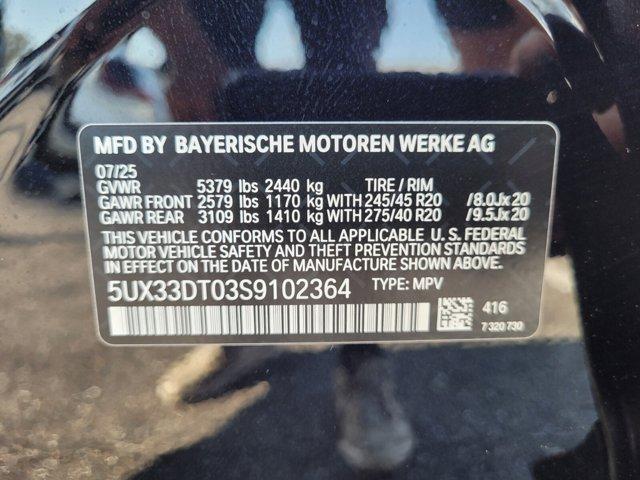 MFD BY BAYERISCHE MOTOREN WERKE AG
07/25
GVWR 5379 lbs 2440 kg TIRE / RIM
GAWR FRONT 2579 lbs 1170 kg WITH 245/45 R20 /8.0Jx20
GAWR REAR 3109 lbs 1410 kg WITH 275/40 R20 /9.5Jx20
THIS VEHICLE CONFORMS TO ALL APPLICABLE U. S. FEDERAL
MOTOR VEHICLE SAFETY AND THEFT PREVENTION STANDARDS
IN EFFECT ON THE DATE OF MANUFACTURE SHOWN ABOVE.
5UX33DT03S9102364 TYPE: MPV
416
7 320 730